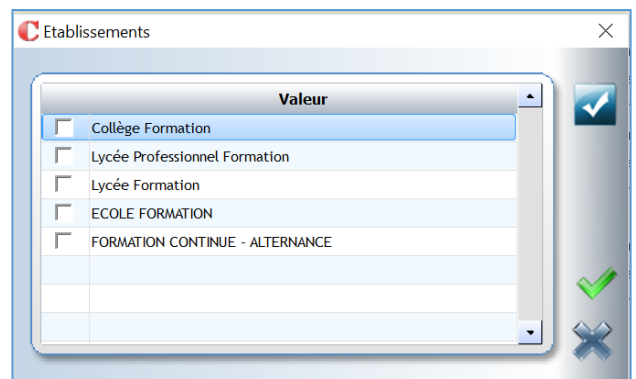 Etablissements
Valeur
Collège Formation
Lycée Professionnel Formation
Lycée Formation
ECOLE FORMATION
FORMATION CONTINUE - ALTERNANCE